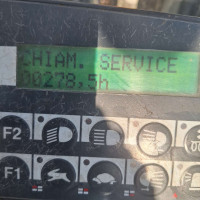 CHIAM. SERVICE
00278,5h
F2
F1